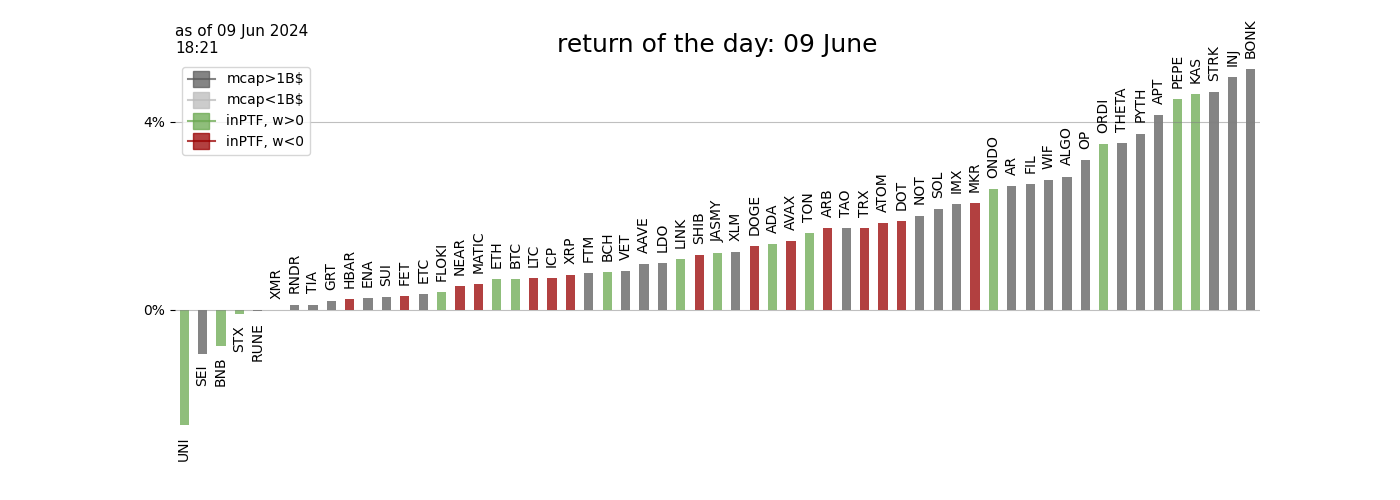 as of 09 Jun 2024
18:21
return of the day: 09 June
mcap>1B$
mcap<1B$
inPTF, w>0
inPTF, w<0
4%
0%
UNI
SEI
BNB
STX
RUNE
XMR
RNDR
TIA
GRT
HBAR
ENA
SUI
FET
ETC
FLOKI
NEAR
MATIC
ETH
BTC
LTC
ICP
XRP
FTM
BCH
VET
AAVE
LDO
LINK
SHIB
JASMY
XLM
DOGE
ADA
AVAX
TON
ARB
TAO
TRX
ATOM
DOT
NOT
SOL
IMX
MKR
ONDO
AR
FIL
WIF
ALGO
OP
ORDI
THETA
PYTH
APT
PEPE
KAS
STRK
INJ
BONK